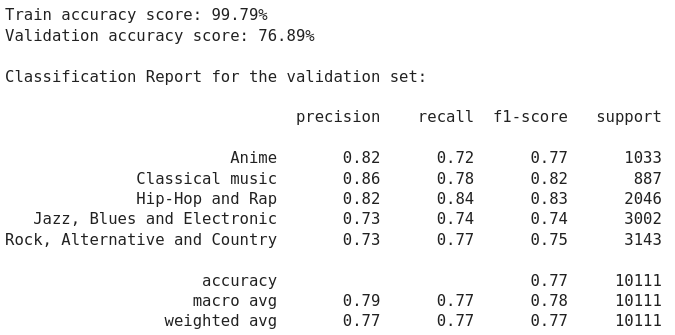 Train accuracy score: 99.79%
Validation accuracy score: 76.89%
Classification Report for the validation set:
precision recall f1-score support
Anime 0.82 0.72 0.77 1033
Classical music 0.86 0.78 0.82 887
Hip-Hop and Rap 0.82 0.84 0.83 2046
Jazz, Blues and Electronic 0.73 0.74 0.74 3002
Rock, Alternative and Country 0.73 0.77 0.75 3143
accuracy 0.77 10111
macro avg 0.79 0.77 0.78 10111
weighted avg 0.77 0.77 0.77 10111